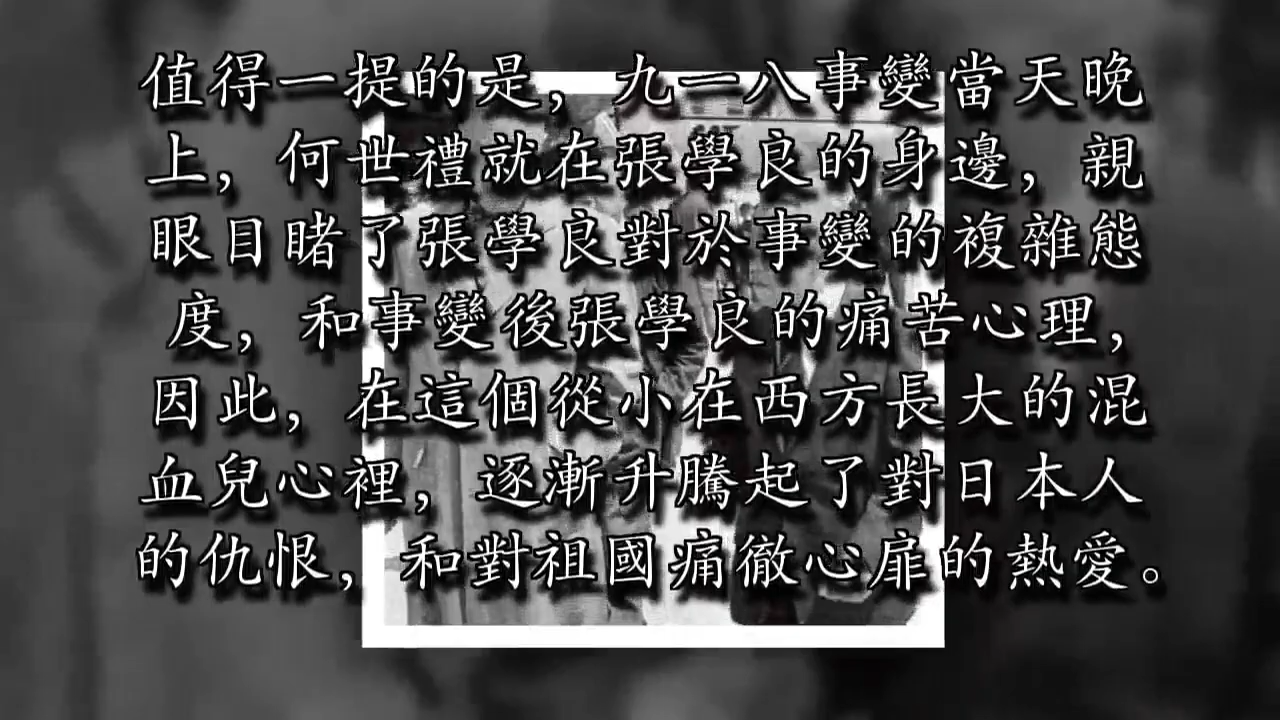 值得一提的是，九一八事變當天晚
上，何世禮就在張學良的身邊，親
眼目睹了張學良對於事變的複雜態
度，和事變後張學良的痛苦心理，
因此，在這個從小在西方長大的混
血兒心裡，逐漸升騰起了對日本人
的仇恨，和對祖國痛徹心扉的熱愛。